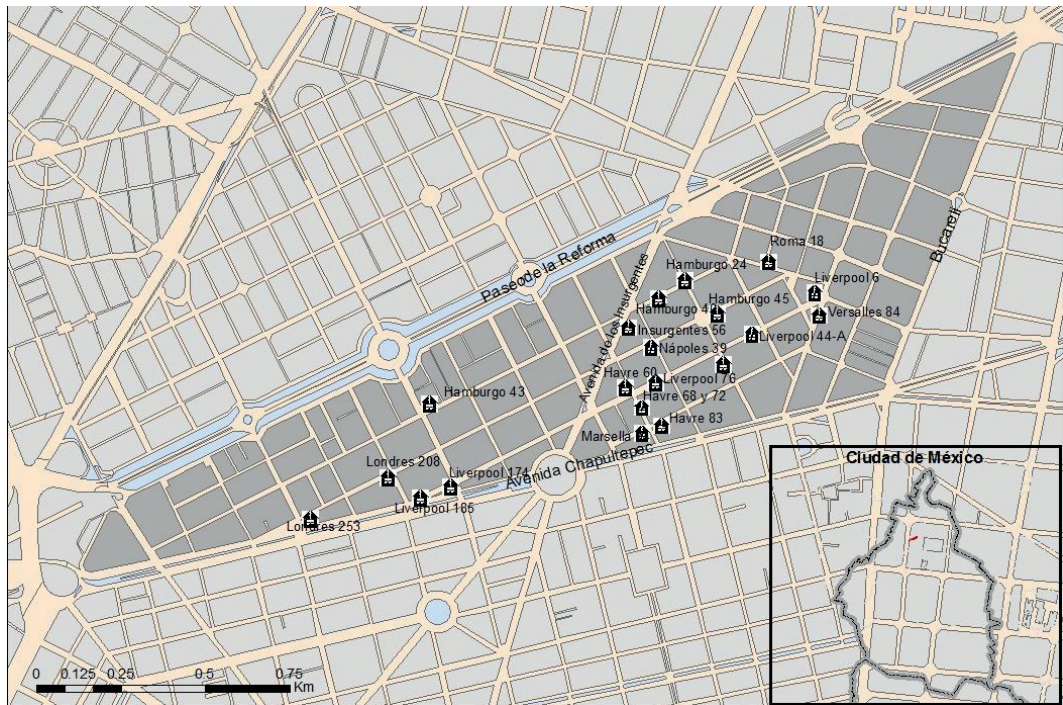 Roma 18
Paseode la Reforma
Hamburgo 24
Liverpool 6
Bucareli
Avenida de los Insurgentes
Hamburgo 45
Versalles 84
Insurgentes 56
Liverpool 44-A
Nápoles 39
Havre 60
Liverpool 76
Hamburgo 43
Havre 68 y 72
Havre 83
Marsella
Avenida Chapultepec
Ciudad de México
Londres 208
Liverpool 174
Liverpool 185
Londres 253
0 0.125 0.25 0.5 0.75
Km